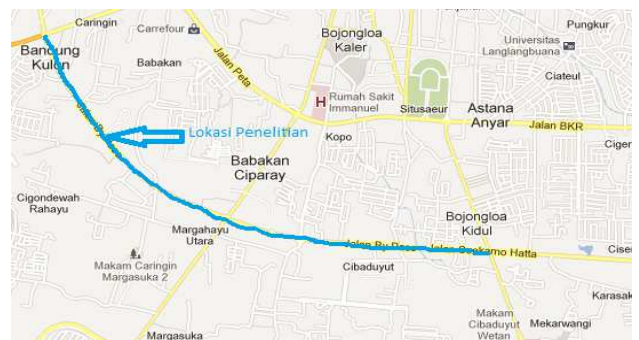 Caringin
Carrefour
Pungkur
Bojongloa
Kaler
Universitas
Langlangbuana
Bandung
Kulon
Babakan
Jalan Peta
Ciateul
H Rumah Sakit
Immanuel
Situsaeur
Astana
Anyar
Jalan BKR
Lokasi Penelitian
Kopo
Ciger
Babakan
Ciparay
Cigondewah
Rahayu
Bojongloa
Kidul
Margahayu
Utara
Jalan By Pass
Jalan Soekarno Hatta
Ciser
Makam Caringin
Margasuka 2
Cibaduyut
Karasak
Makam
Cibaduyut
Wetan
Mekarwangi
Margasuka